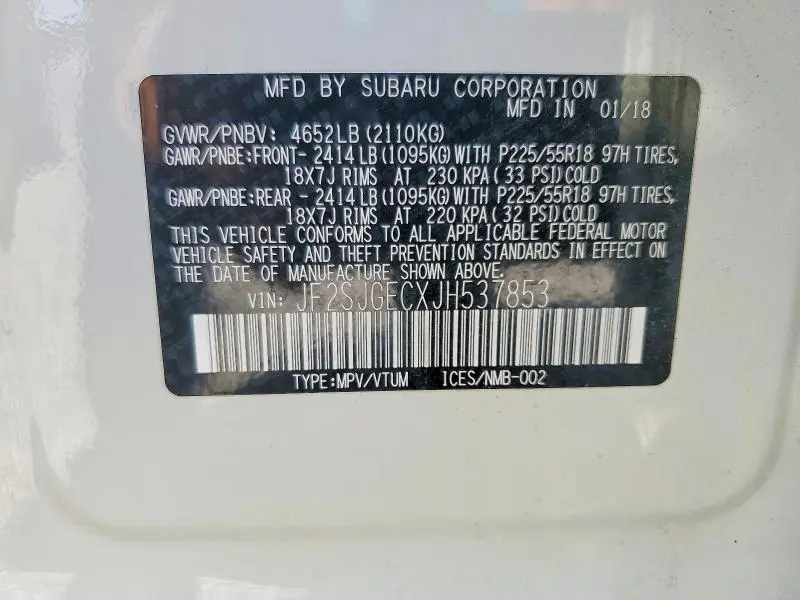 MFD BY SUBARU CORPORATION
MFD IN 01/18
GVWR/PNBV: 4652LB (2110KG)
GAWR/PNBE:FRONT- 2414LB (1095KG) WITH P225/55R18 97H TIRES,
18X7J RIMS AT 230 KPA ( 33 PSI) COLD
GAWR/PNBE:REAR - 2414LB (1095KG) WITH P225/55R18 97H TIRES,
18X7J RIMS AT 220 KPA ( 32 PSI) COLD
THIS VEHICLE CONFORMS TO ALL APPLICABLE FEDERAL MOTOR
VEHICLE SAFETY AND THEFT PREVENTION STANDARDS IN EFFECT ON
THE DATE OF MANUFACTURE SHOWN ABOVE.
VIN: JF2SJGECXJH537853
TYPE:MPV/VTUM ICES/NMB-002